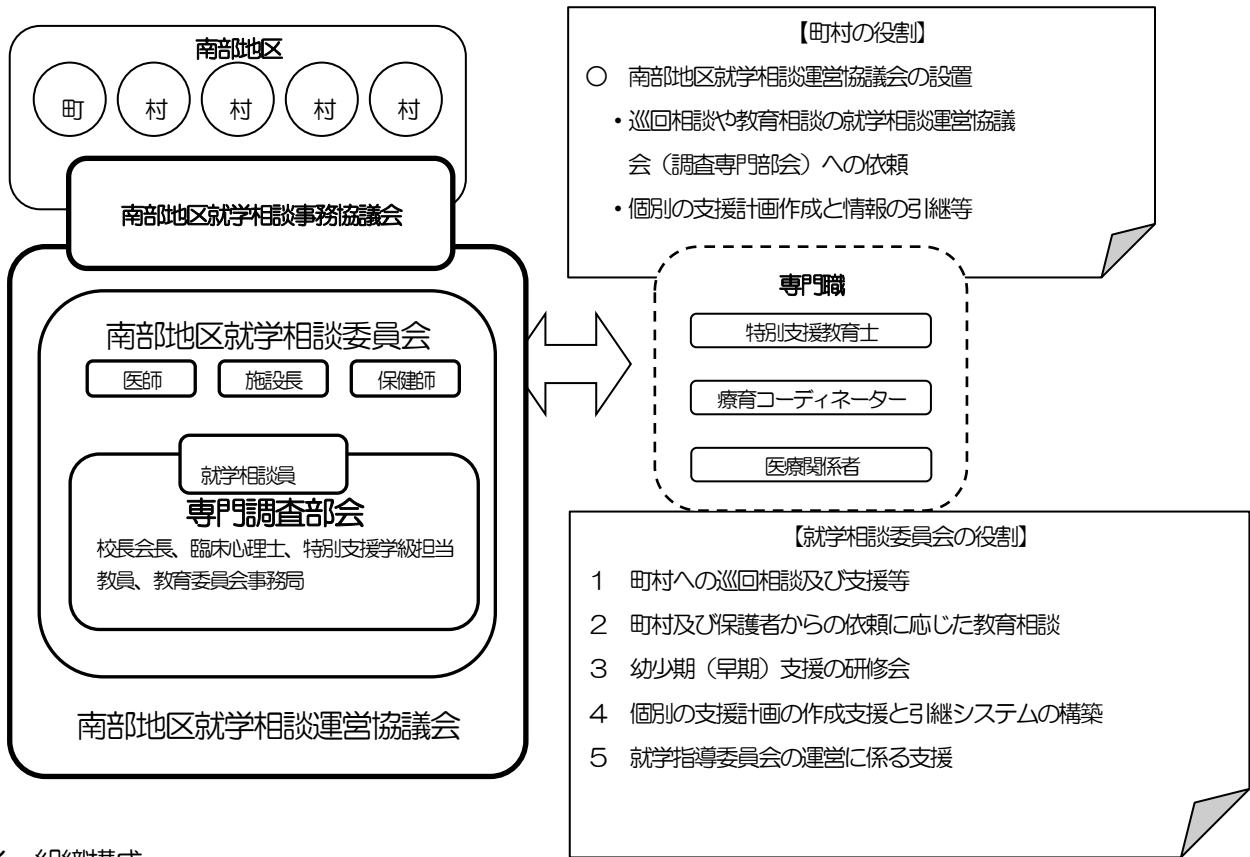 南部地区
町 村 村 村 村
南部地区就学相談事務協議会
南部地区就学相談委員会
医師 施設長 保健師
就学相談員
専門調査部会
校長会長、臨床心理士、特別支援学級担当
教員、教育委員会事務局
南部地区就学相談運営協議会
【町村の役割】
○ 南部地区就学相談運営協議会の設置
・巡回相談や教育相談の就学相談運営協議
会(調査専門部会)への依頼
・個別の支援計画作成と情報の引継等
専門職
特別支援教育士
療育コーディネーター
医療関係者
【就学相談委員会の役割】
1 町村への巡回相談及び支援等
2 町村及び保護者からの依頼に応じた教育相談
3 幼少期(早期)支援の研修会
4 個別の支援計画の作成支援と引継システムの構築
5 就学指導委員会の運営に係る支援
組織構成